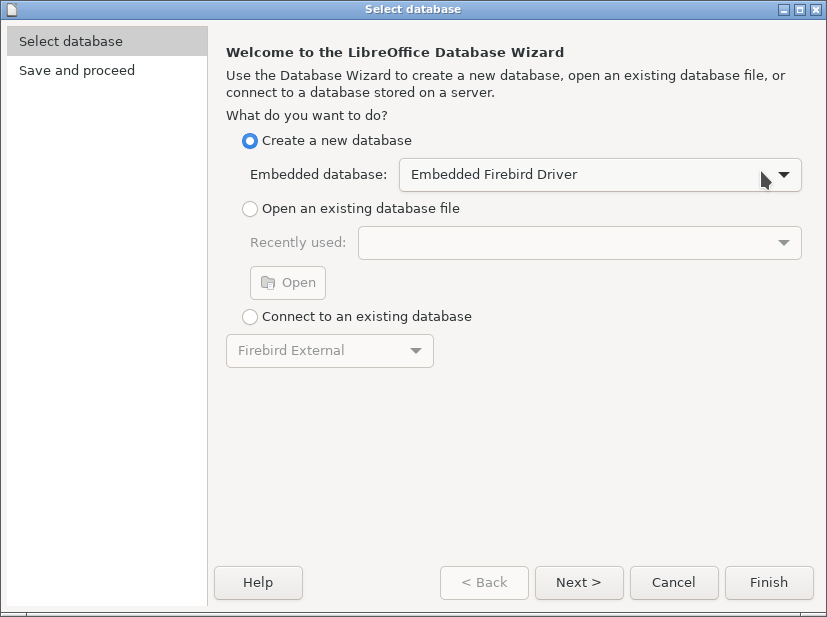 Select database
Select database
Save and proceed
Welcome to the LibreOffice Database Wizard
Use the Database Wizard to create a new database, open an existing database file, or
connect to a database stored on a server.
What do you want to do?
Create a new database
Embedded database: Embedded Firebird Driver
Open an existing database file
Recently used:
Open
Connect to an existing database
Firebird External
Help < Back Next > Cancel Finish